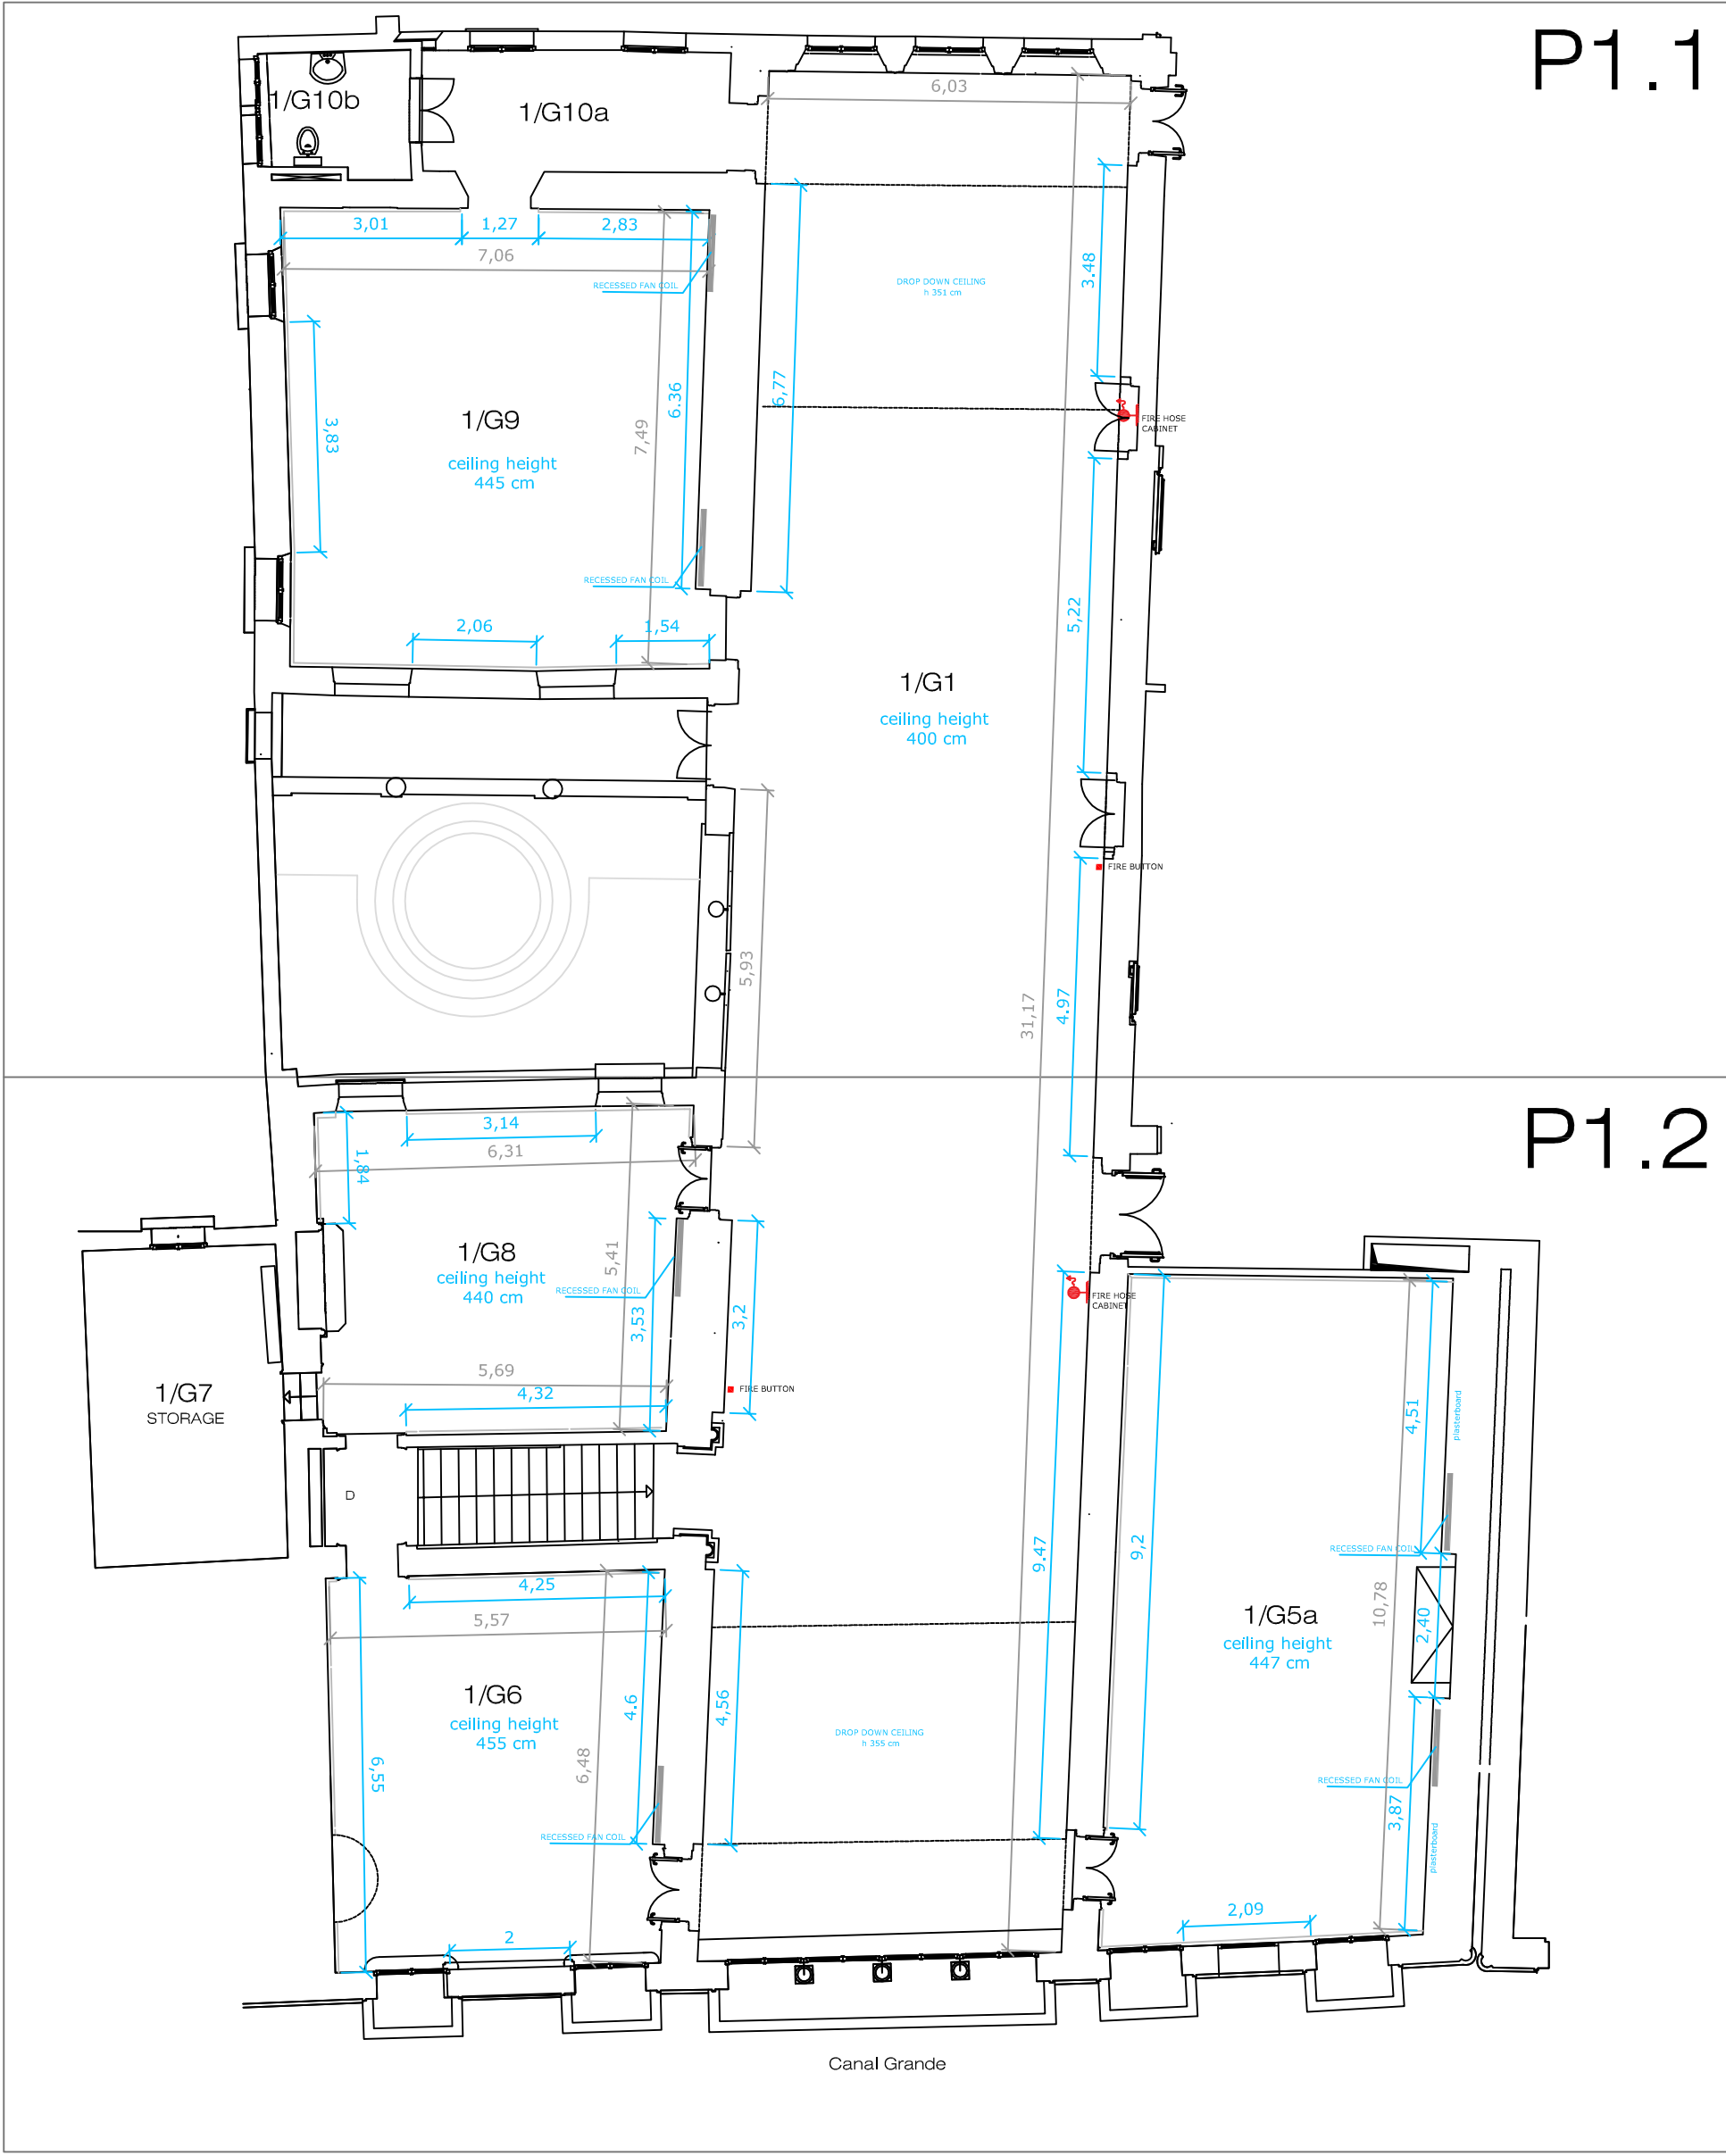 P1.1
6,03
1/G10b
1/G10a
3,01
1,27
2,83
7,06
RECESSED FAN COIL
DROP DOWN CEILING
h 351 cm
3.48
6.36
6,77
7,49
3,83
1/G9
ceiling height
445 cm
FIRE HOSE
CABINET
RECESSED FAN COIL
5,22
2,06
1,54
1/G1
ceiling height
400 cm
FIRE BUTTON
5,93
31,17
4.97
P1.2
3,14
6,31
1,84
1/G8
ceiling height
440 cm
5,41
RECESSED FAN COIL
3,53
3,2
FIRE HOSE
CABINET
5,69
4,32
FIRE BUTTON
1/G7
STORAGE
4,51
plasterboard
D
9.47
9,2
RECESSED FAN COIL
4,25
5,57
10,78
2,40
1/G5a
ceiling height
447 cm
1/G6
ceiling height
455 cm
4.6
4,56
6,48
6,55
DROP DOWN CEILING
h 355 cm
RECESSED FAN COIL
3,87
plasterboard
RECESSED FAN COIL
2,09
2
Canal Grande